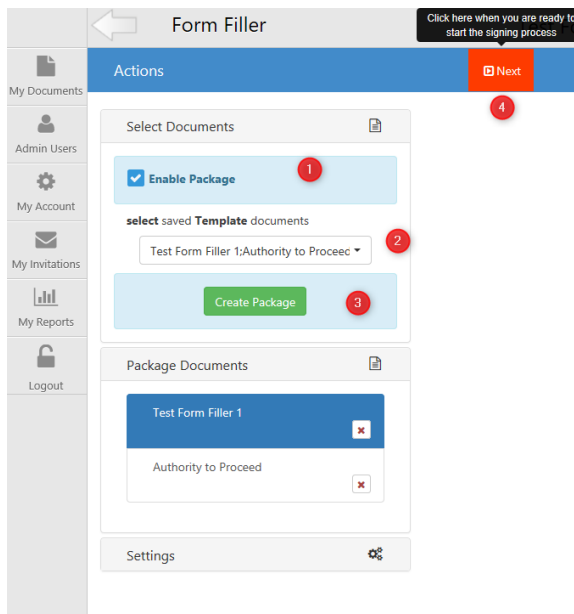 Form Filler
Click here when you are ready to
start the signing process
My Documents
Admin Users
My Account
My Invitations
My Reports
Logout
Actions
Next
4
Select Documents
Enable Package
1
select saved Template documents
2
Test Form Filler 1;Authority to Proceed
Create Package
3
Package Documents
Test Form Filler 1
Authority to Proceed
Settings